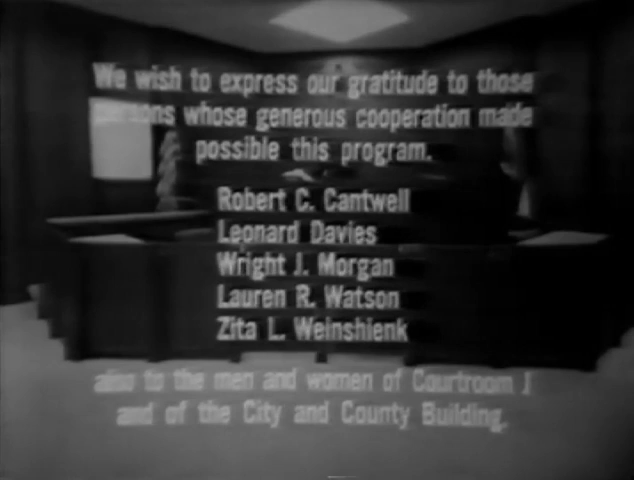 We wish to express our gratitude to those
persons whose generous cooperation made
possible this program.
Robert C. Cantwell
Leonard Davies
Wright J. Morgan
Lauren R. Watson
Zita L. Weinshienk
also to the men and women of Courtroom J
and of the City and County Building.